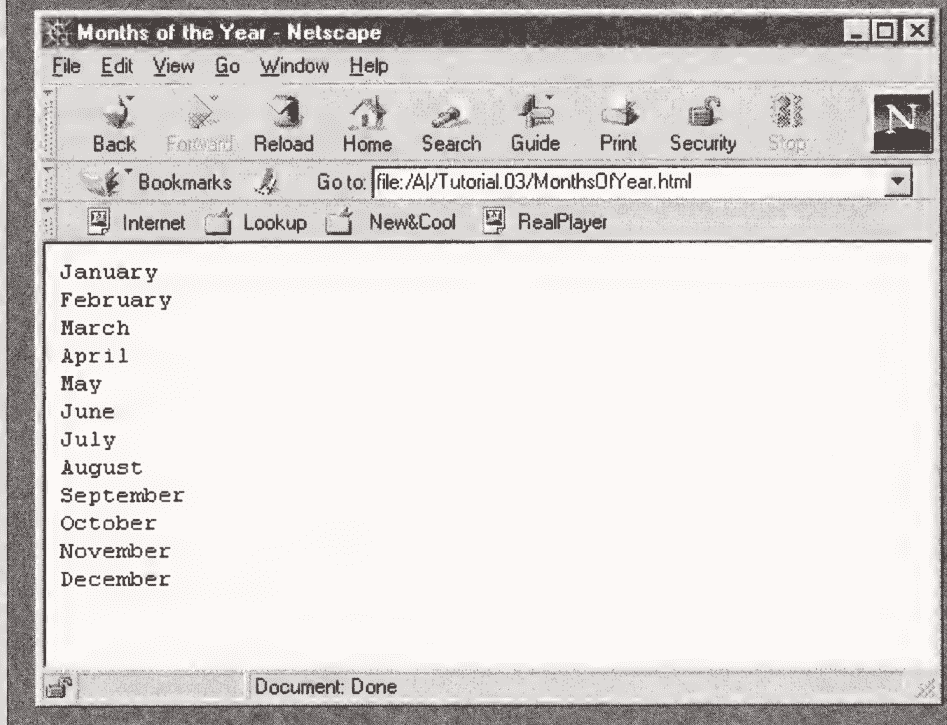 Months of the Year - Netscape
File Edit View Go Window Help
Back Forward Reload Home Search Guide Print Security Stop
N
Bookmarks Go to: file:/A|/Tutorial.03/MonthsOfYear.html
Internet Lookup New&Cool RealPlayer
January
February
March
April
May
June
July
August
September
October
November
December
Document: Done